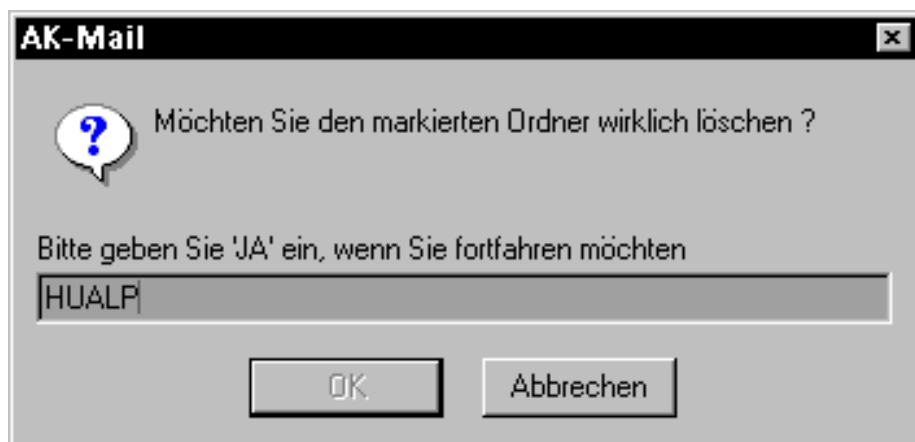 AK-Mail
Möchten Sie den markierten Ordner wirklich löschen ?
Bitte geben Sie 'JA' ein, wenn Sie fortfahren möchten
HUALP
OK Abbrechen